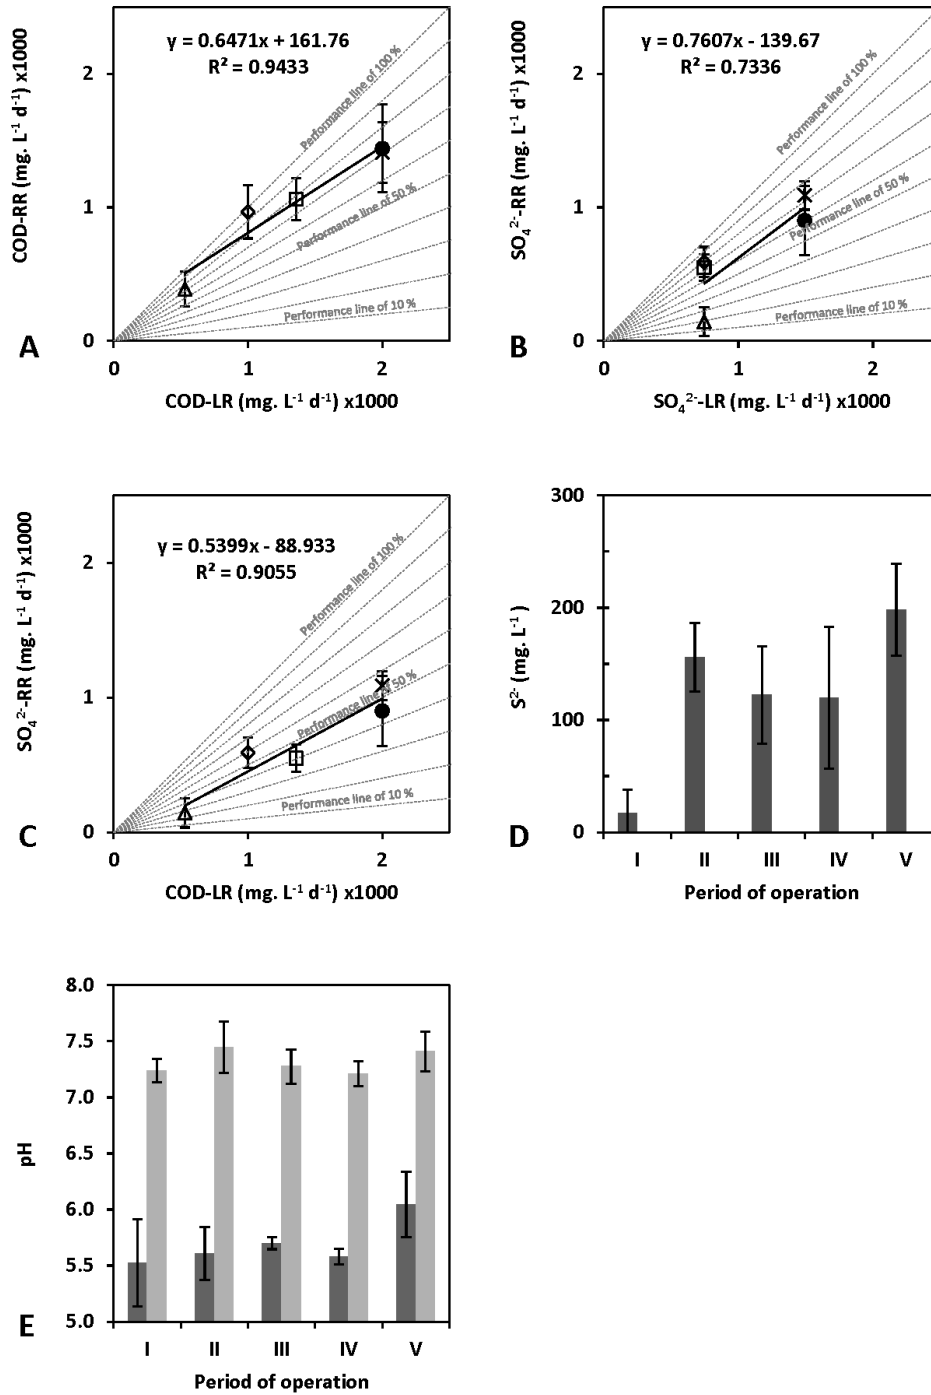 y = 0.6471x + 161.76
R² = 0.9433
Performance line of 100 %
Performance line of 50 %
Performance line of 10 %
COD-RR (mg. L⁻¹ d⁻¹) x1000
2
1
0
0 1 2
COD-LR (mg. L⁻¹ d⁻¹) x1000
A
y = 0.7607x - 139.67
R² = 0.7336
Performance line of 100 %
Performance line of 50 %
Performance line of 10 %
SO₄²⁻-RR (mg. L⁻¹ d⁻¹) x1000
2
1
0
0 1 2
SO₄²⁻-LR (mg. L⁻¹ d⁻¹) x1000
B
y = 0.5399x - 88.933
R² = 0.9055
Performance line of 100 %
Performance line of 50 %
Performance line of 10 %
SO₄²⁻-RR (mg. L⁻¹ d⁻¹) x1000
2
1
0
0 1 2
COD-LR (mg. L⁻¹ d⁻¹) x1000
C
S²⁻ (mg. L⁻¹)
300
200
100
0
I II III IV V
Period of operation
D
pH
8.0
7.5
7.0
6.5
6.0
5.5
5.0
I II III IV V
Period of operation
E